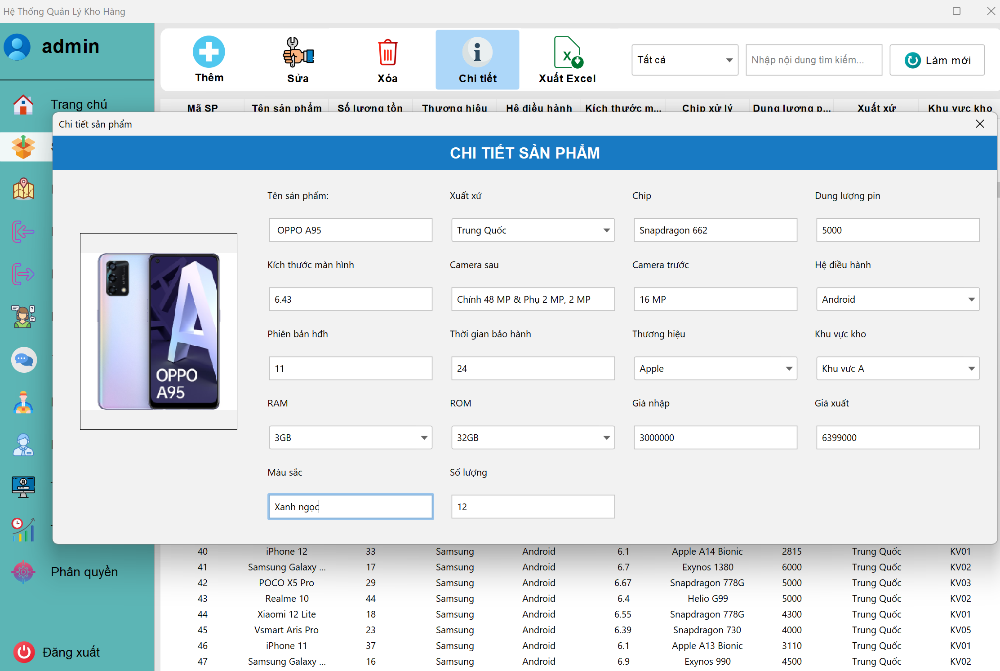 Hệ Thống Quản Lý Kho Hàng
admin
Thêm
Sửa
Xóa
Chi tiết
Xuất Excel
Tất cả
Nhập nội dung tìm kiếm...
Làm mới
Trang chủ
Mã SP Tên sản phẩm Số lượng tồn Thương hiệu Hệ điều hành Kích thước m... Chip xử lý Dung lượng p... Xuất xứ Khu vực kho
Chi tiết sản phẩm
CHI TIẾT SẢN PHẨM
Tên sản phẩm: Xuất xứ Chip Dung lượng pin
OPPO A95 Trung Quốc Snapdragon 662 5000
Kích thước màn hình Camera sau Camera trước Hệ điều hành
6.43 Chính 48 MP & Phụ 2 MP, 2 MP 16 MP Android
Phiên bản hđh Thời gian bảo hành Thương hiệu Khu vực kho
11 24 Apple Khu vưc A
OPPO
A95
RAM ROM Giá nhập Giá xuất
3GB 32GB 3000000 6399000
Màu sắc Số lượng
Xanh ngọc 12
40 iPhone 12 33 Samsung Android 6.1 Apple A14 Bionic 2815 Trung Quốc KV01
41 Samsung Galaxy ... 17 Samsung Android 6.7 Exynos 1380 6000 Trung Quốc KV02
42 POCO X5 Pro 29 Samsung Android 6.67 Snapdragon 778G 5000 Trung Quốc KV03
43 Realme 10 44 Samsung Android 6.4 Helio G99 5000 Trung Quốc KV02
44 Xiaomi 12 Lite 18 Samsung Android 6.55 Snapdragon 778G 4300 Trung Quốc KV01
45 Vsmart Aris Pro 23 Samsung Android 6.39 Snapdragon 730 4000 Trung Quốc KV05
46 iPhone 11 37 Samsung Android 6.1 Apple A13 Bionic 3110 Trung Quốc KV01
47 Samsung Galaxy ... 16 Samsung Android 6.9 Exynos 990 4500 Trung Quốc KV02
Phân quyền
Đăng xuất